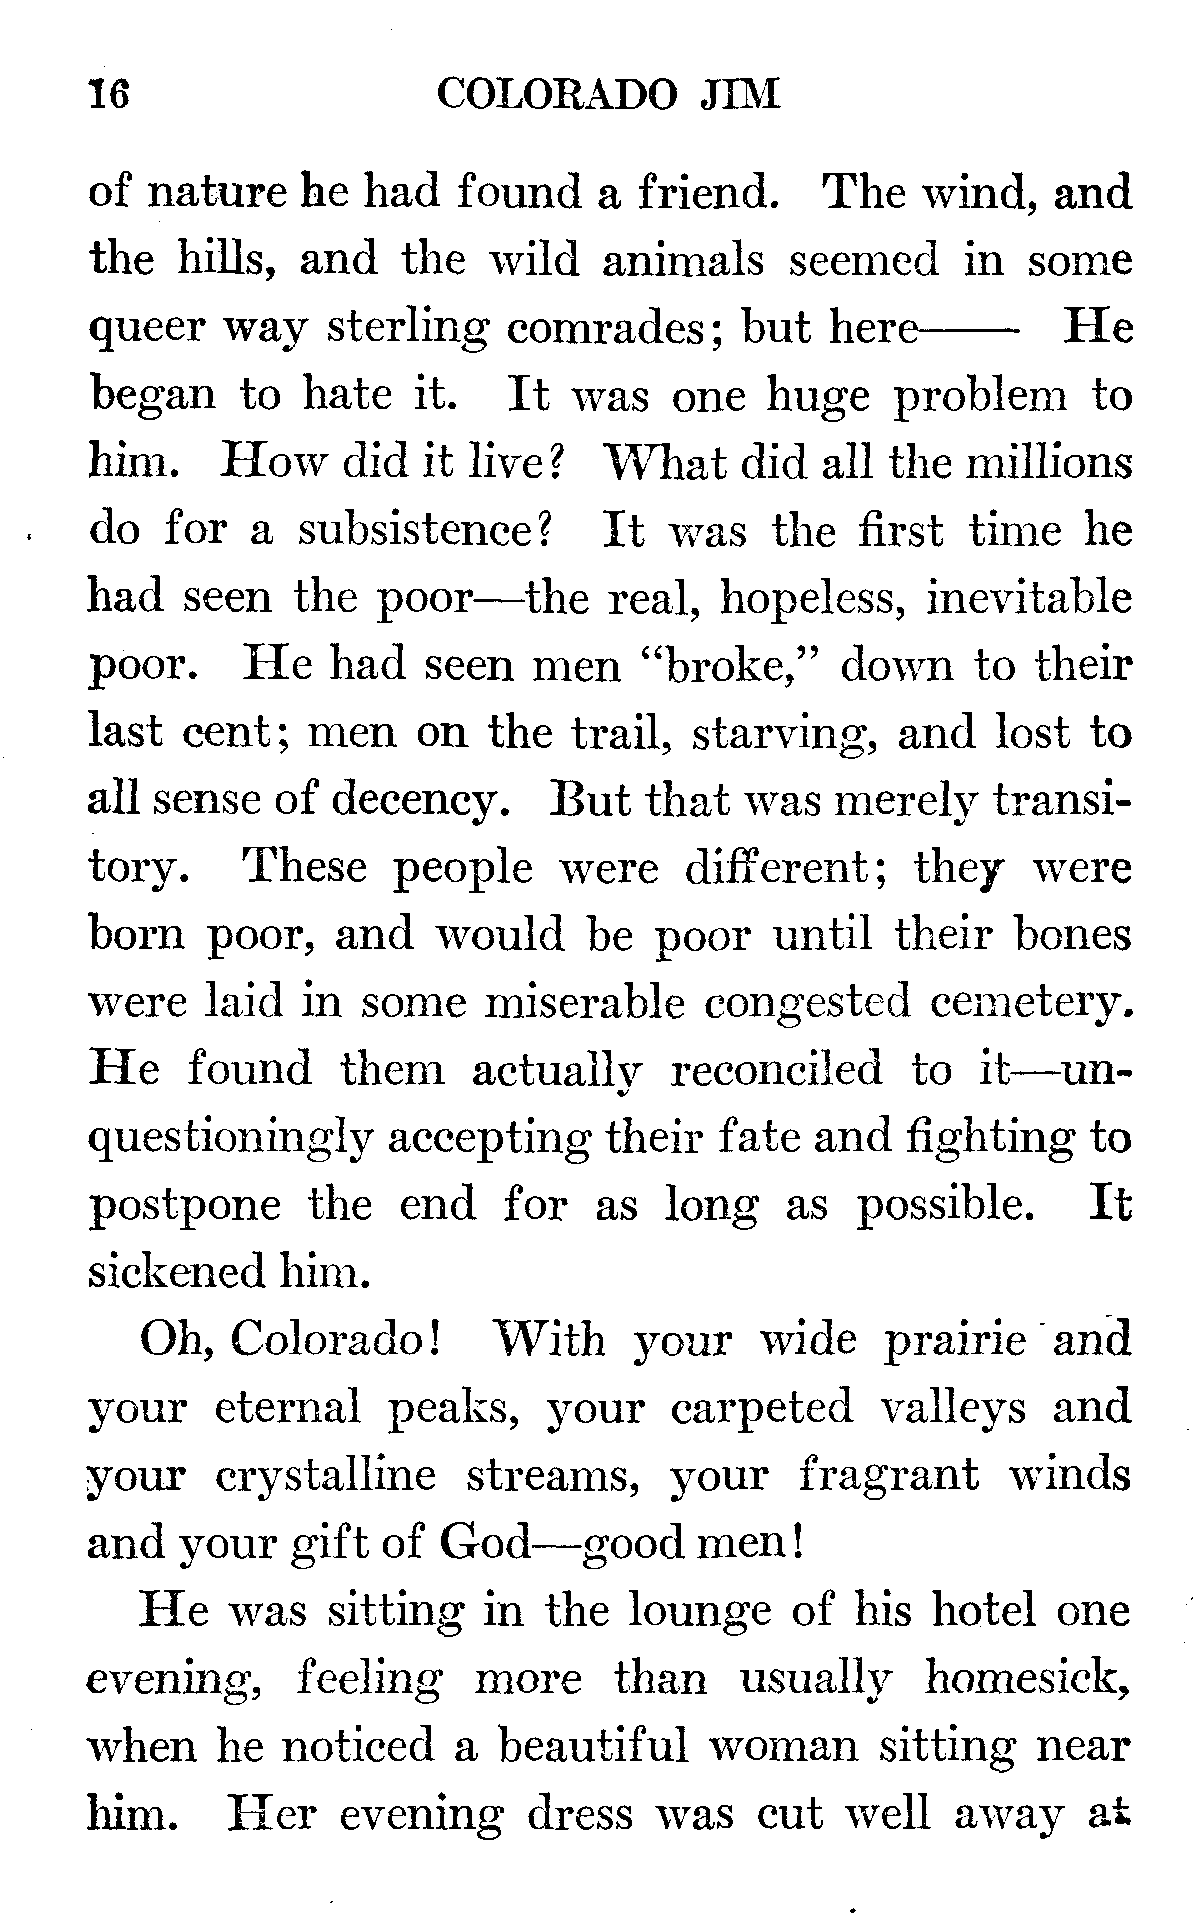 16 COLORADO JIM
of nature he had found a friend. The wind, and
the hills, and the wild animals seemed in some
queer way sterling comrades; but here—— He
began to hate it. It was one huge problem to
him. How did it live? What did all the millions
do for a subsistence? It was the first time he
had seen the poor—the real, hopeless, inevitable
poor. He had seen men “broke,” down to their
last cent; men on the trail, starving, and lost to
all sense of decency. But that was merely transi-
tory. These people were different; they were
born poor, and would be poor until their bones
were laid in some miserable congested cemetery.
He found them actually reconciled to it—un-
questioningly accepting their fate and fighting to
postpone the end for as long as possible. It
sickened him.
Oh, Colorado! With your wide prairie and
your eternal peaks, your carpeted valleys and
your crystalline streams, your fragrant winds
and your gift of God—good men!
He was sitting in the lounge of his hotel one
evening, feeling more than usually homesick,
when he noticed a beautiful woman sitting near
him. Her evening dress was cut well away at